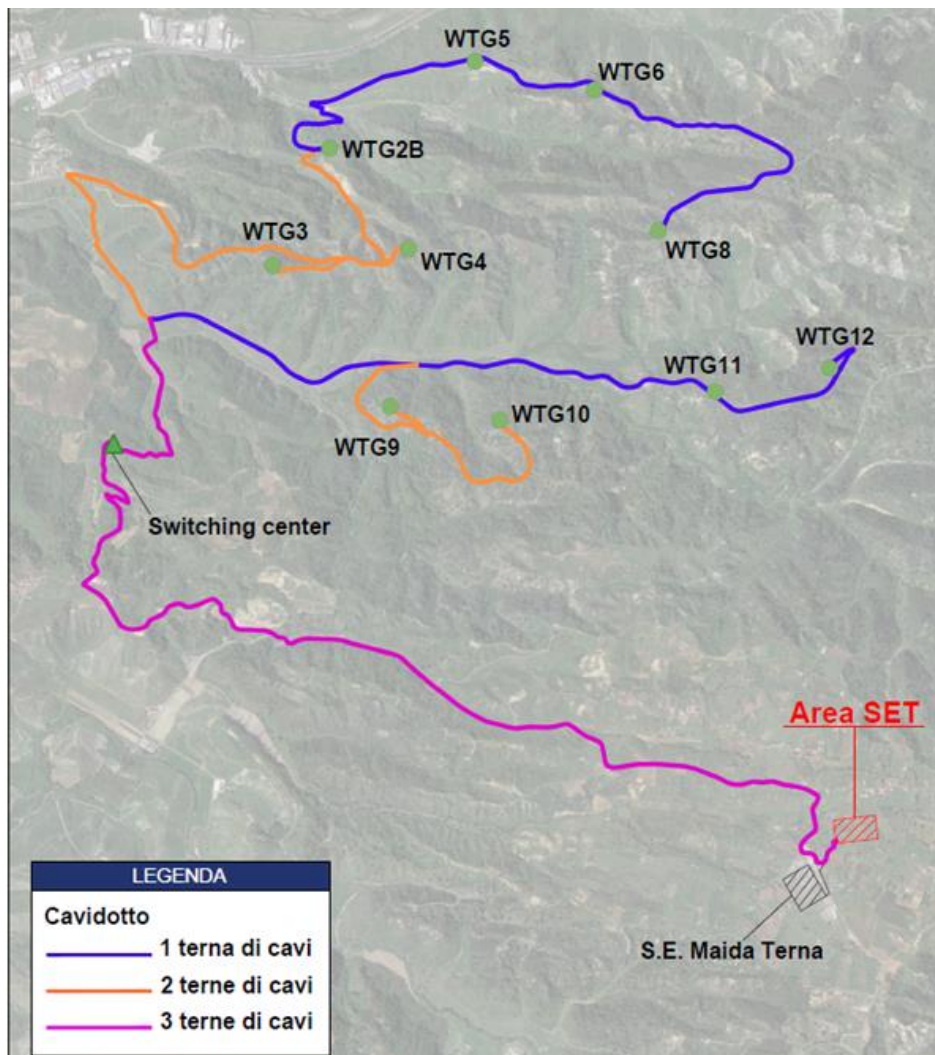 WTG5
WTG6
WTG2B
WTG3
WTG4
WTG8
WTG12
WTG11
WTG9
WTG10
Switching center
Area SET
S.E. Maida Terna
LEGENDA
Cavidotto
1 terna di cavi
2 terne di cavi
3 terne di cavi